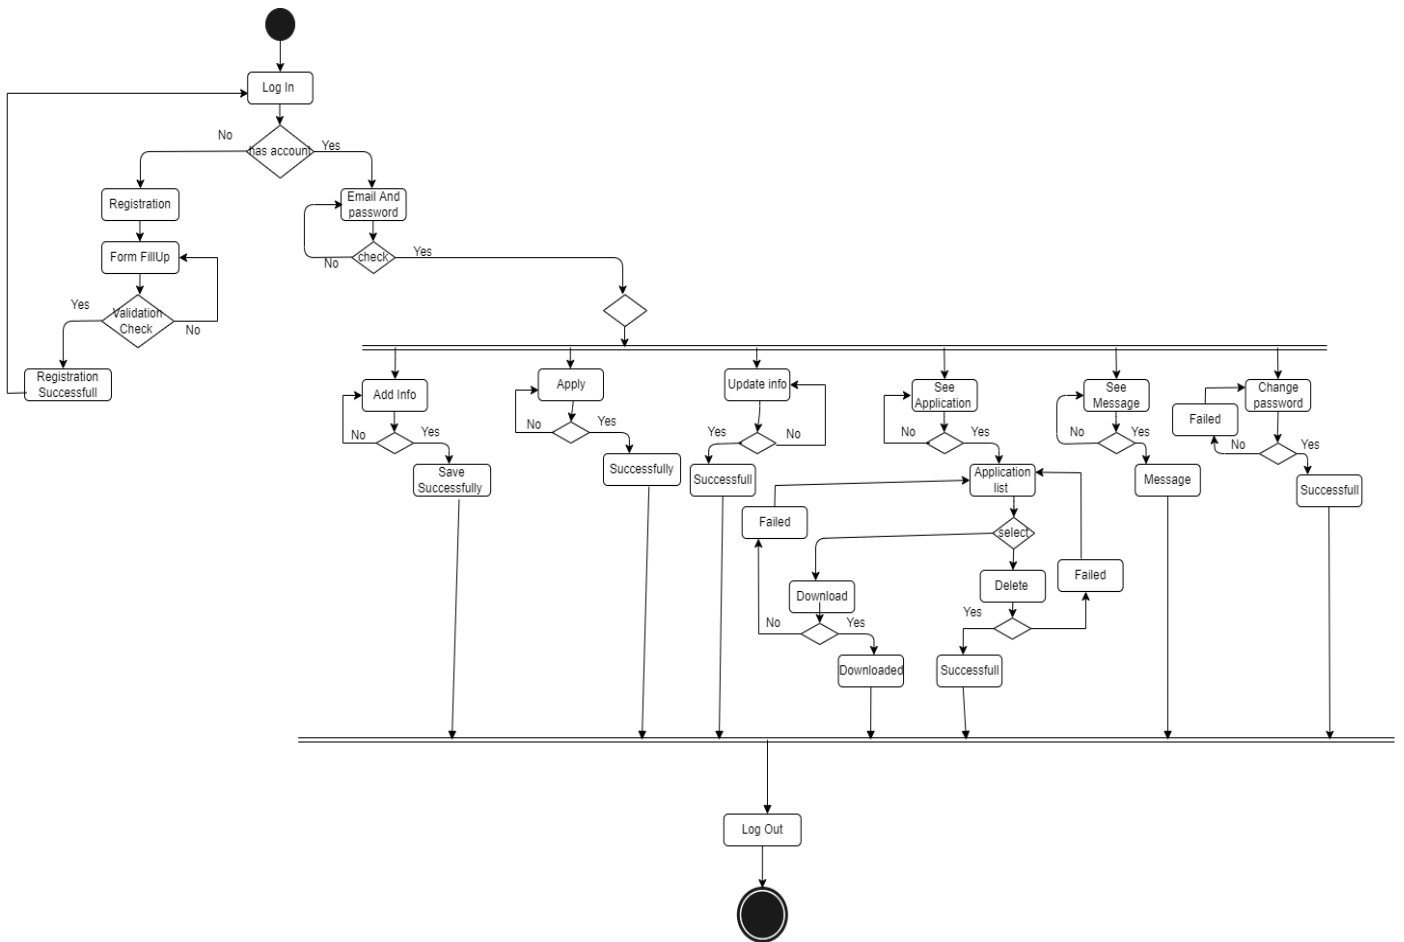 Log In
No
has account
Yes
Registration
Email And
password
Form FillUp
No
check
Yes
Yes
Validation
Check
No
Registration
Successfull
Add Info
Apply
Update info
See
Application
See
Message
Change
password
Failed
No
Yes
No
Yes
Yes
No
No
Yes
No
Yes
No
Yes
Save
Successfully
Successfully
Successfull
Application
list
Message
Successfull
Failed
select
Download
Delete
Failed
No
Yes
Yes
Downloaded
Successfull
Log Out